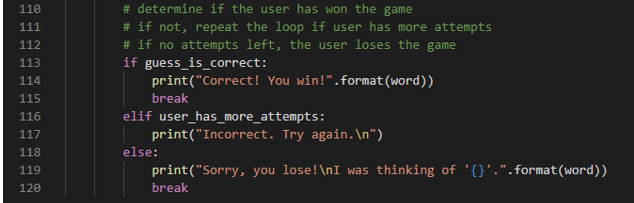 110 # determine if the user has won the game
111 # if not, repeat the loop if user has more attempts
112 # if no attempts left, the user loses the game
113 if guess_is_correct:
114 print("Correct! You win!".format(word))
115 break
116 elif user_has_more_attempts:
117 print("Incorrect. Try again.\n")
118 else:
119 print("Sorry, you lose!\nI was thinking of '{}'.".format(word))
120 break